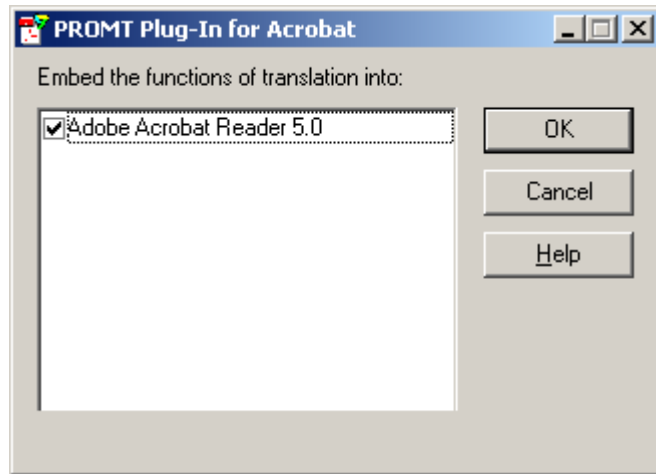 PROMT Plug-In for Acrobat
Embed the functions of translation into:
Adobe Acrobat Reader 5.0
OK
Cancel
Help